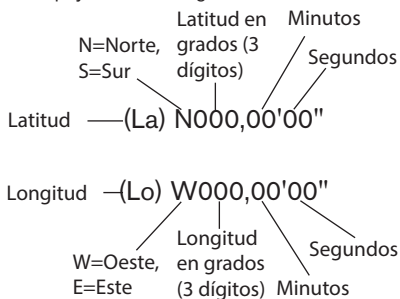 Latitud en
grados (3
dígitos)
Minutos
N=Norte,
S=Sur
Segundos
Latitud
(La) N000,00'00"
Longitud
(Lo) W000,00'00"
W=Oeste,
E=Este
Longitud
en grados
(3 dígitos)
Minutos
Segundos